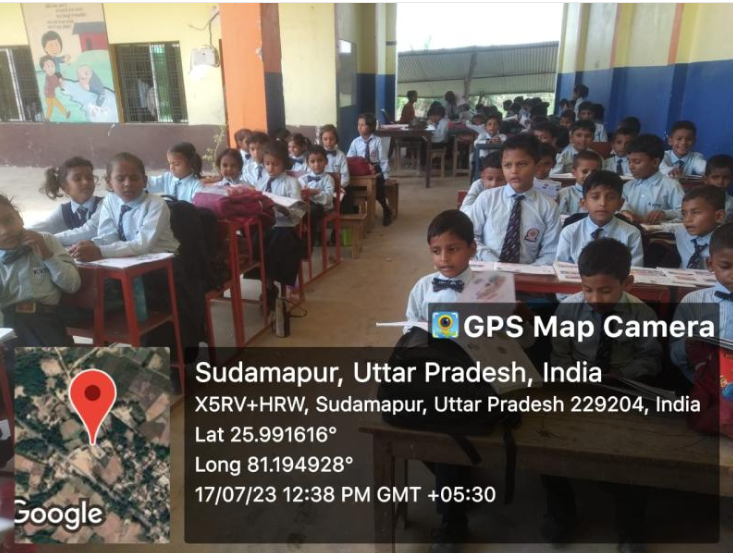 GPS Map Camera
Sudamapur, Uttar Pradesh, India
X5RV+HRW, Sudamapur, Uttar Pradesh 229204, India
Lat 25.991616°
Long 81.194928°
17/07/23 12:38 PM GMT +05:30
Google